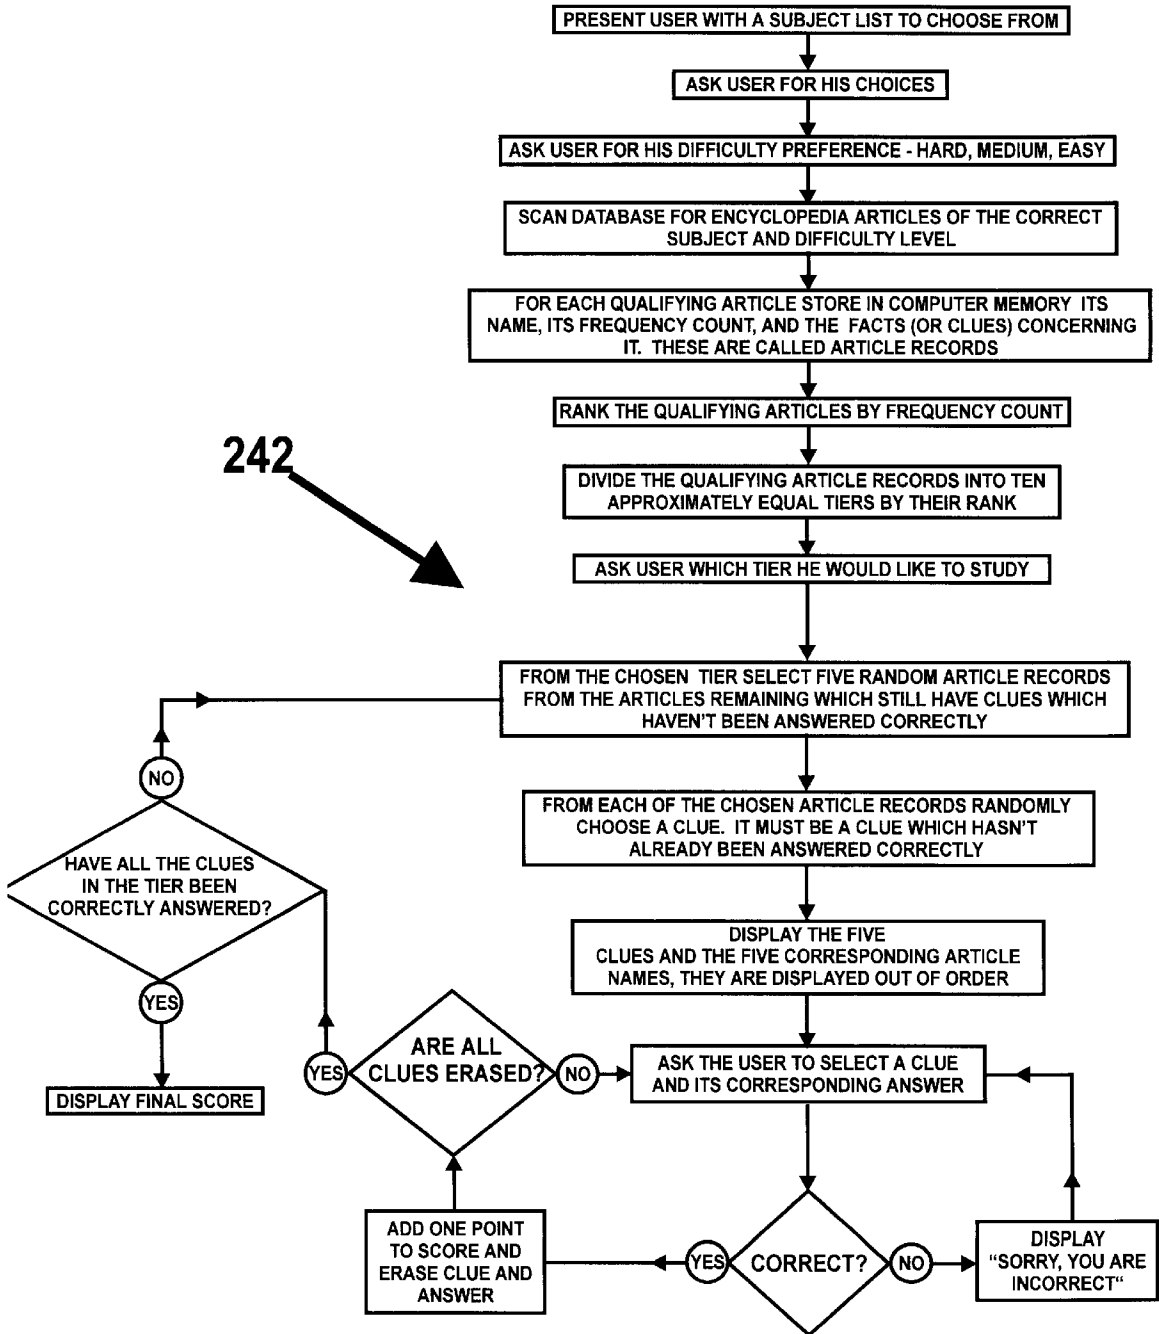 PRESENT USER WITH A SUBJECT LIST TO CHOOSE FROM
ASK USER FOR HIS CHOICES
ASK USER FOR HIS DIFFICULTY PREFERENCE - HARD, MEDIUM, EASY
SCAN DATABASE FOR ENCYCLOPEDIA ARTICLES OF THE CORRECT
SUBJECT AND DIFFICULTY LEVEL
FOR EACH QUALIFYING ARTICLE STORE IN COMPUTER MEMORY ITS
NAME, ITS FREQUENCY COUNT, AND THE FACTS (OR CLUES) CONCERNING
IT. THESE ARE CALLED ARTICLE RECORDS
RANK THE QUALIFYING ARTICLES BY FREQUENCY COUNT
242
DIVIDE THE QUALIFYING ARTICLE RECORDS INTO TEN
APPROXIMATELY EQUAL TIERS BY THEIR RANK
ASK USER WHICH TIER HE WOULD LIKE TO STUDY
FROM THE CHOSEN TIER SELECT FIVE RANDOM ARTICLE RECORDS
FROM THE ARTICLES REMAINING WHICH STILL HAVE CLUES WHICH
HAVEN'T BEEN ANSWERED CORRECTLY
NO
FROM EACH OF THE CHOSEN ARTICLE RECORDS RANDOMLY
CHOOSE A CLUE. IT MUST BE A CLUE WHICH HASN'T
ALREADY BEEN ANSWERED CORRECTLY
HAVE ALL THE CLUES
IN THE TIER BEEN
CORRECTLY ANSWERED?
DISPLAY THE FIVE
CLUES AND THE FIVE CORRESPONDING ARTICLE
NAMES, THEY ARE DISPLAYED OUT OF ORDER
YES
ARE ALL
CLUES ERASED?
YES
NO
ASK THE USER TO SELECT A CLUE
AND ITS CORRESPONDING ANSWER
DISPLAY FINAL SCORE
ADD ONE POINT
TO SCORE AND
ERASE CLUE AND
ANSWER
YES
CORRECT?
NO
DISPLAY
"SORRY, YOU ARE
INCORRECT"